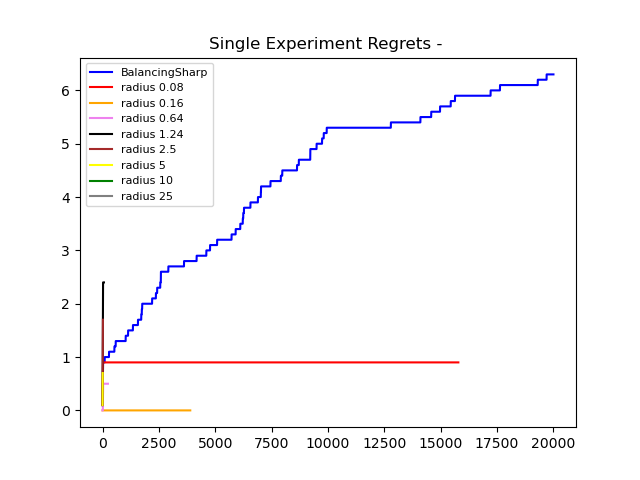 Single Experiment Regrets -
BalancingSharp
radius 0.08
radius 0.16
radius 0.64
radius 1.24
radius 2.5
radius 5
radius 10
radius 25
6
5
4
3
2
1
0
0 2500 5000 7500 10000 12500 15000 17500 20000